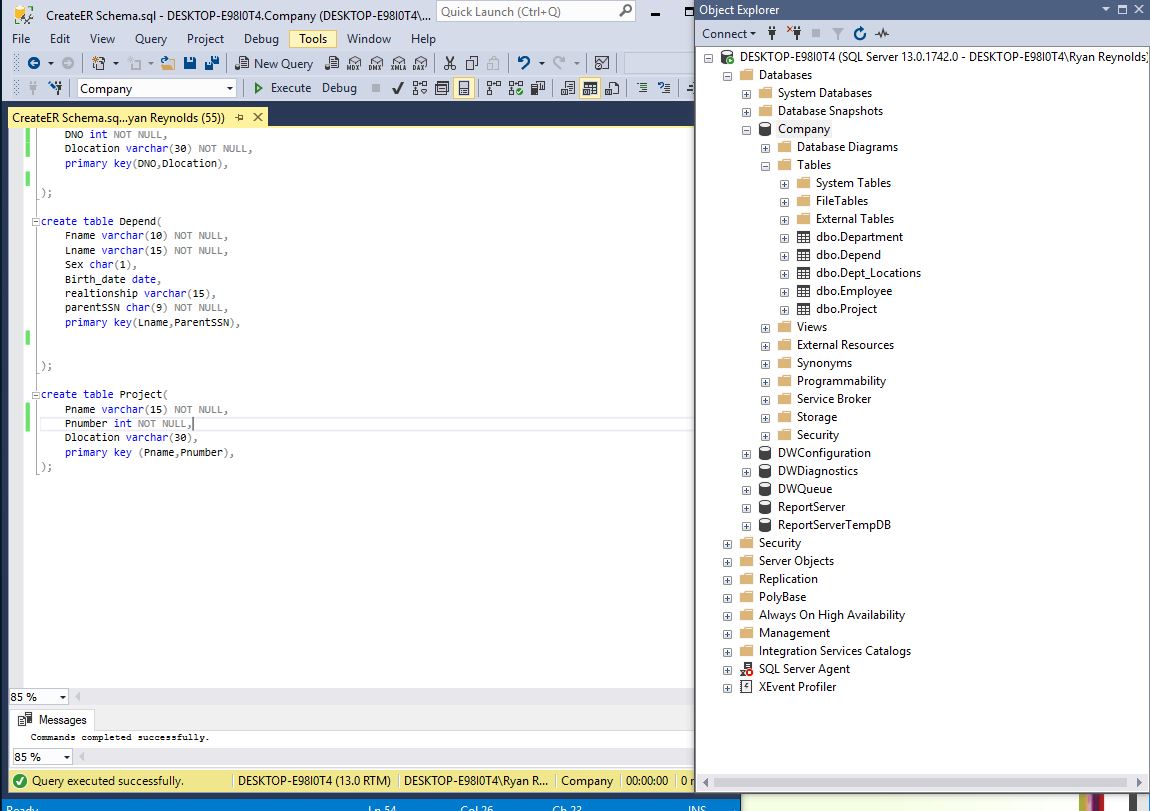 CreateER Schema.sql - DESKTOP-E98I0T4.Company (DESKTOP-E98I0T4\...
Quick Launch (Ctrl+Q)
File Edit View Query Project Debug Tools Window Help
New Query MDX DMX XMLA DAX
Company Execute Debug
CreateER Schema.sq...yan Reynolds (55))
DNO int NOT NULL,
Dlocation varchar(30) NOT NULL,
primary key(DNO,Dlocation),
);
create table Depend(
Fname varchar(10) NOT NULL,
Lname varchar(15) NOT NULL,
Sex char(1),
Birth_date date,
realtionship varchar(15),
parentSSN char(9) NOT NULL,
primary key(Lname,ParentSSN),
);
create table Project(
Pname varchar(15) NOT NULL,
Pnumber int NOT NULL,
Dlocation varchar(30),
primary key (Pname,Pnumber),
);
85 %
Messages
Commands completed successfully.
85 %
Query executed successfully. DESKTOP-E98I0T4 (13.0 RTM) DESKTOP-E98I0T4\Ryan R... Company 00:00:00 0 r
Ready Ln 54 Col 26 Ch 23 INS
Object Explorer
Connect
DESKTOP-E98I0T4 (SQL Server 13.0.1742.0 - DESKTOP-E98I0T4\Ryan Reynolds)
Databases
System Databases
Database Snapshots
Company
Database Diagrams
Tables
System Tables
FileTables
External Tables
dbo.Department
dbo.Depend
dbo.Dept_Locations
dbo.Employee
dbo.Project
Views
External Resources
Synonyms
Programmability
Service Broker
Storage
Security
DWConfiguration
DWDiagnostics
DWQueue
ReportServer
ReportServerTempDB
Security
Server Objects
Replication
PolyBase
Always On High Availability
Management
Integration Services Catalogs
SQL Server Agent
XEvent Profiler